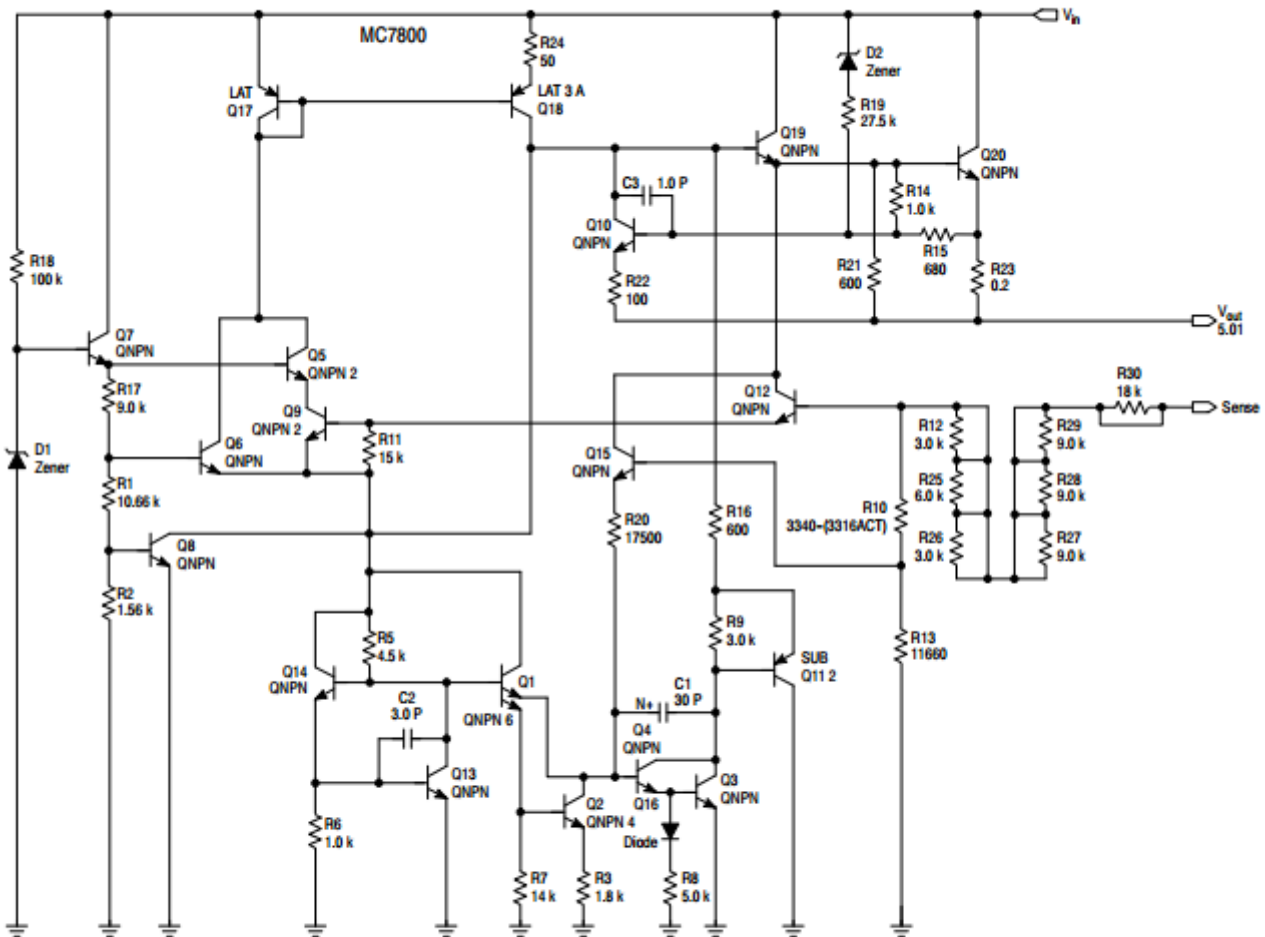 MC7800
Vin
R24
50
D2
Zener
LAT
Q17
LAT 3 A
Q18
R19
27.5 k
Q19
QNPN
Q20
QNPN
C3
1.0 P
R14
1.0 k
Q10
QNPN
R18
100 k
R21
600
R15
680
R23
0.2
R22
100
Vout
5.01
Q7
QNPN
Q5
QNPN 2
R30
18 k
Sense
R17
9.0 k
Q9
QNPN 2
Q12
QNPN
R12
3.0 k
R29
9.0 k
D1
Zener
Q6
QNPN
R11
15 k
Q15
QNPN
R1
10.66 k
R25
6.0 k
R28
9.0 k
R20
17500
R16
600
R10
3340-(3316ACT)
R26
3.0 k
R27
9.0 k
Q8
QNPN
R2
1.56 k
R5
4.5 k
R9
3.0 k
R13
11660
Q14
QNPN
Q1
QNPN 6
SUB
Q11 2
C2
3.0 P
N+
C1
30 P
Q4
QNPN
Q13
QNPN
Q3
QNPN
Q2
QNPN 4
Q16
R6
1.0 k
Diode
R7
14 k
R3
1.8 k
R8
5.0 k